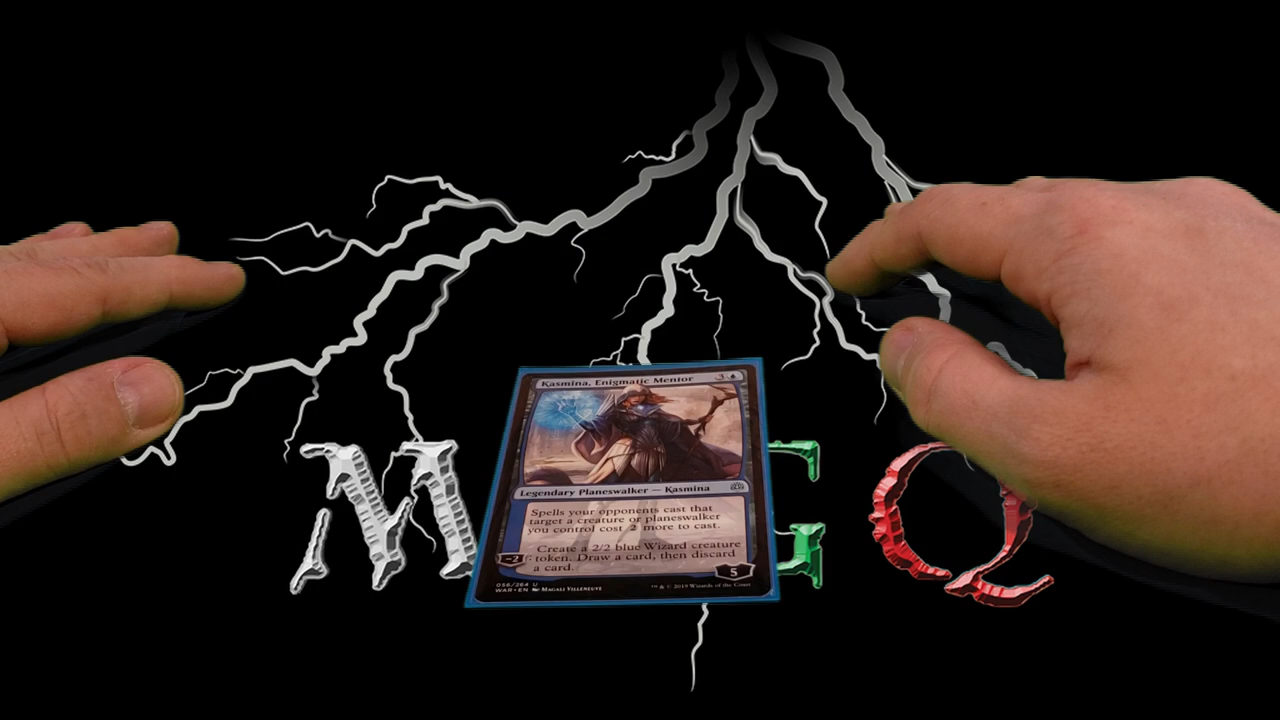 Kasmina, Enigmatic Mentor 3
Legendary Planeswalker — Kasmina
Spells your opponents cast that
target a creature or planeswalker
you control cost 2 more to cast.
-2: Create a 2/2 blue Wizard creature
token. Draw a card, then discard
a card.
5
056/264 U
WAR • EN Magali Villeneuve ™ & © 2019 Wizards of the Coast
M G Q